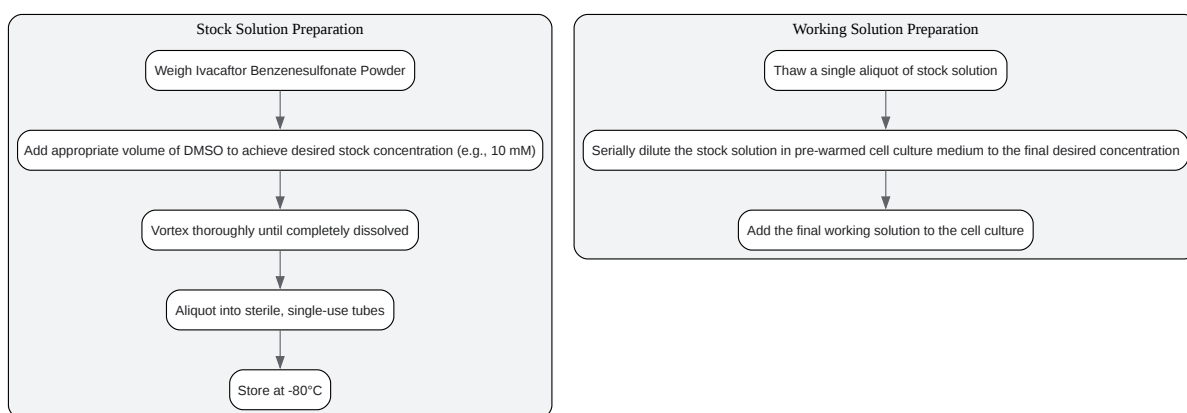 Stock Solution Preparation
Weigh Ivacaftor Benzenesulfonate Powder
Add appropriate volume of DMSO to achieve desired stock concentration (e.g., 10 mM)
Vortex thoroughly until completely dissolved
Aliquot into sterile, single-use tubes
Store at -80°C
Working Solution Preparation
Thaw a single aliquot of stock solution
Serially dilute the stock solution in pre-warmed cell culture medium to the final desired concentration
Add the final working solution to the cell culture